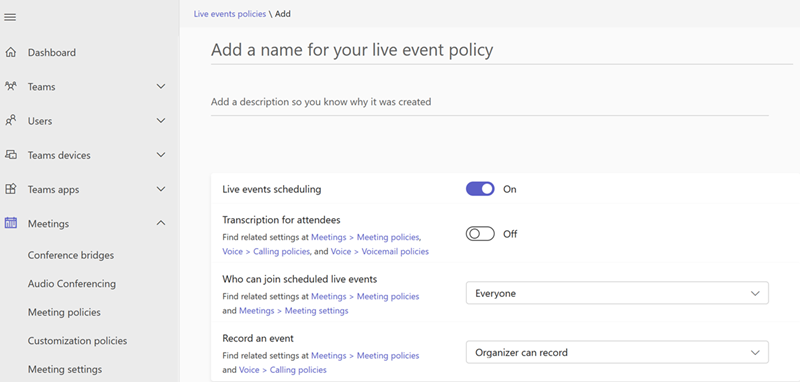 Live events policies \ Add
Dashboard
Teams
Users
Teams devices
Teams apps
Meetings
Conference bridges
Audio Conferencing
Meeting policies
Customization policies
Meeting settings
Add a name for your live event policy
Add a description so you know why it was created
Live events scheduling
On
Transcription for attendees
Find related settings at Meetings > Meeting policies,
Voice > Calling policies, and Voice > Voicemail policies
Off
Who can join scheduled live events
Find related settings at Meetings > Meeting policies
and Meetings > Meeting settings
Everyone
Record an event
Find related settings at Meetings > Meeting policies
and Voice > Calling policies
Organizer can record